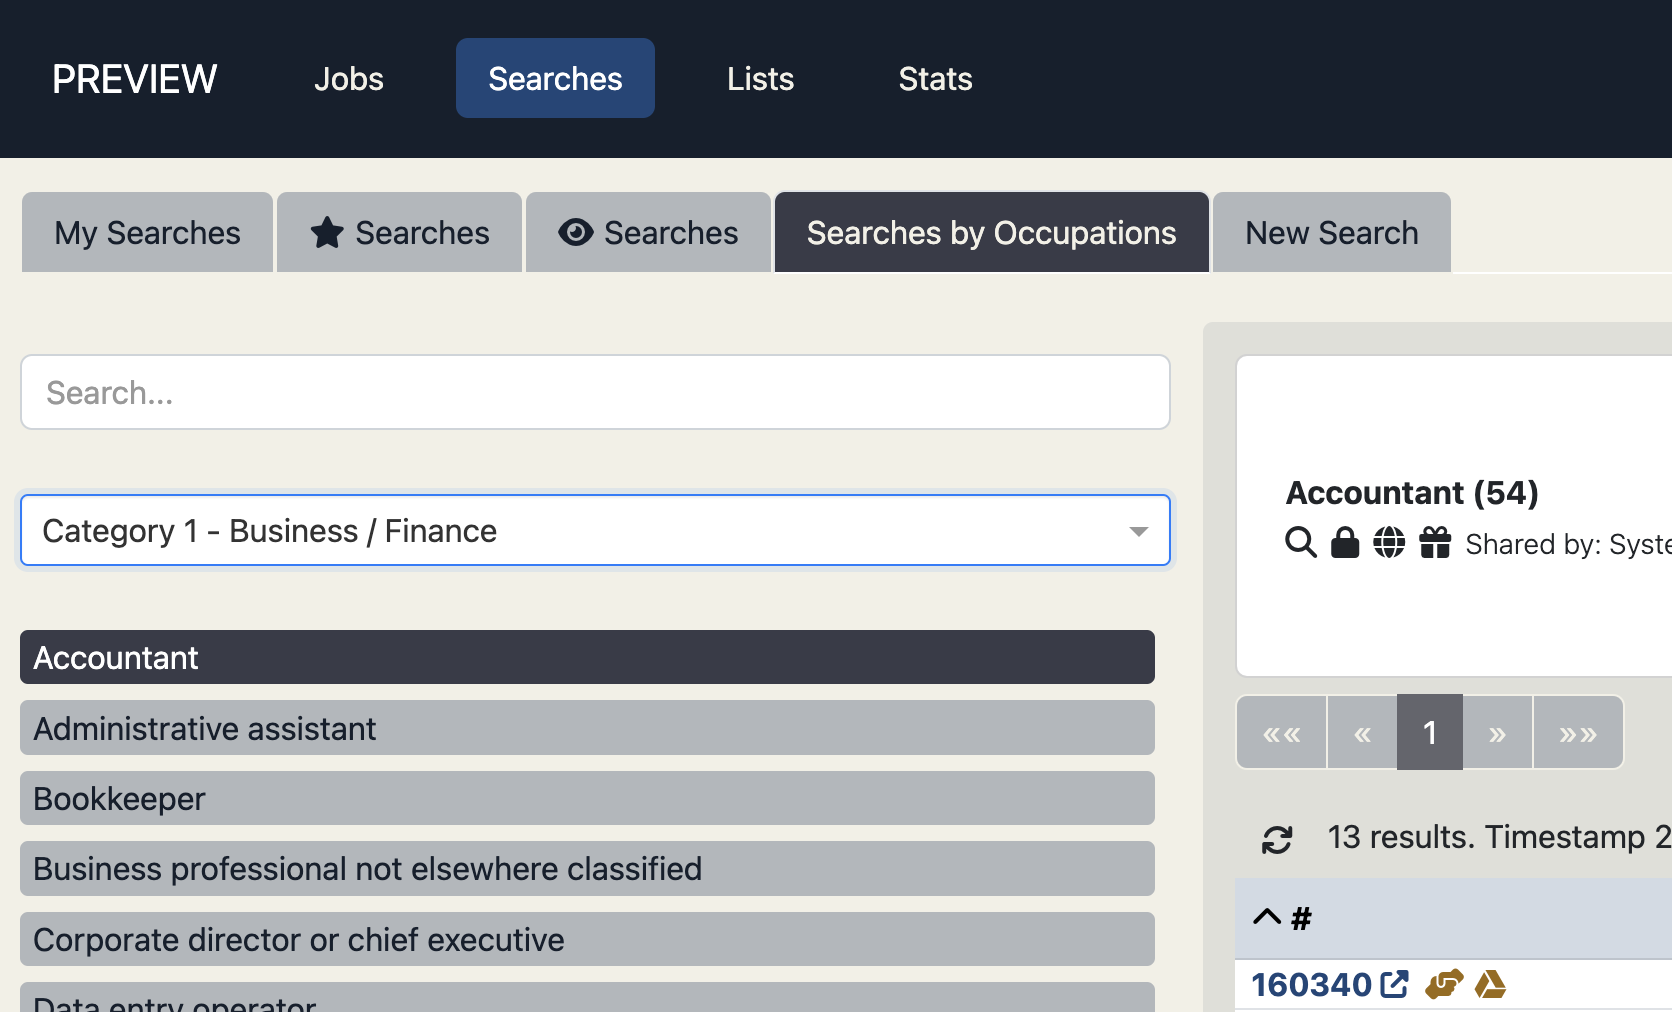 PREVIEW Jobs Searches Lists Stats
My Searches Searches Searches Searches by Occupations New Search
Search...
Category 1 - Business / Finance
Accountant
Administrative assistant
Bookkeeper
Business professional not elsewhere classified
Corporate director or chief executive
Data entry operator
Accountant (54)
Shared by:
«« « 1 » »»
13 results. Timestamp 2
#
160340